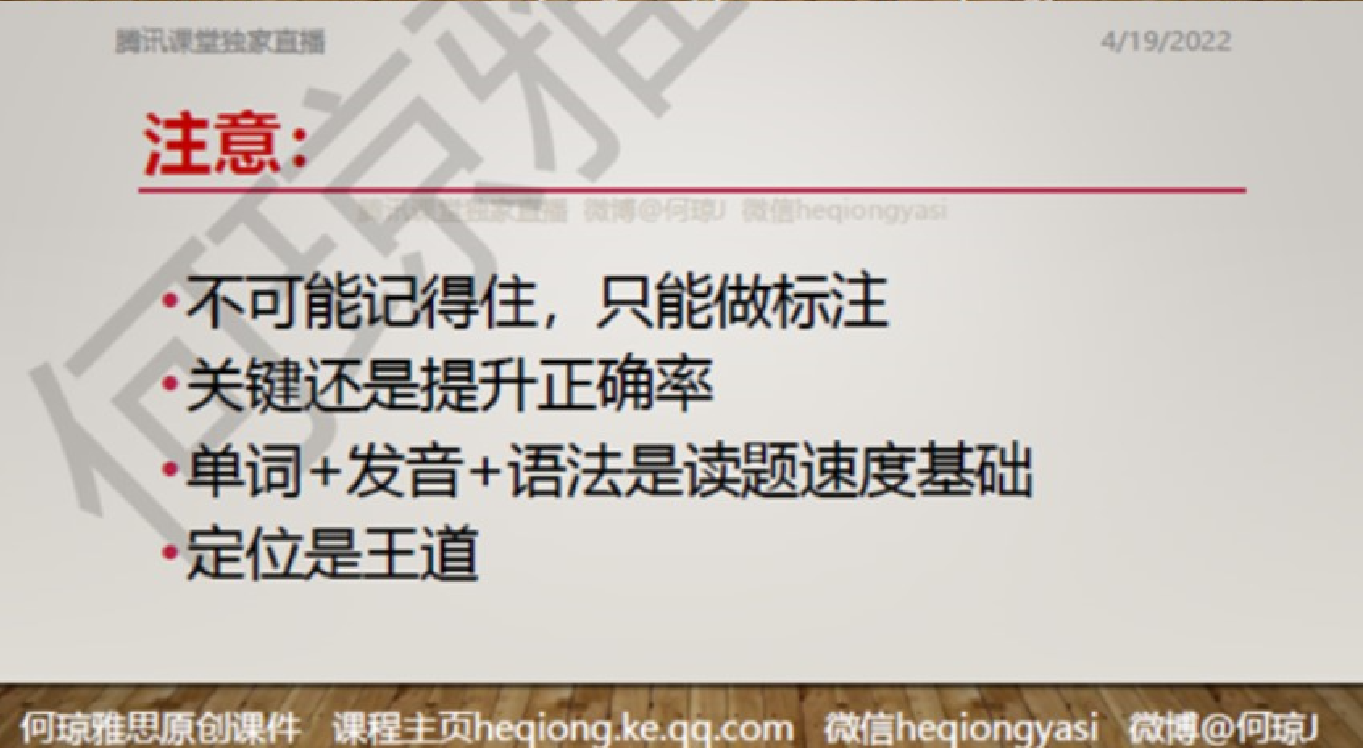 腾讯课堂独家直播 4/19/2022
注意：
腾讯课堂独家直播 微博@何琼J 微信heqiongyasi
•不可能记得住，只能做标注
•关键还是提升正确率
•单词+发音+语法是读题速度基础
•定位是王道
何琼雅
何琼雅思原创课件 课程主页heqiong.ke.qq.com 微信heqiongyasi 微博@何琼J